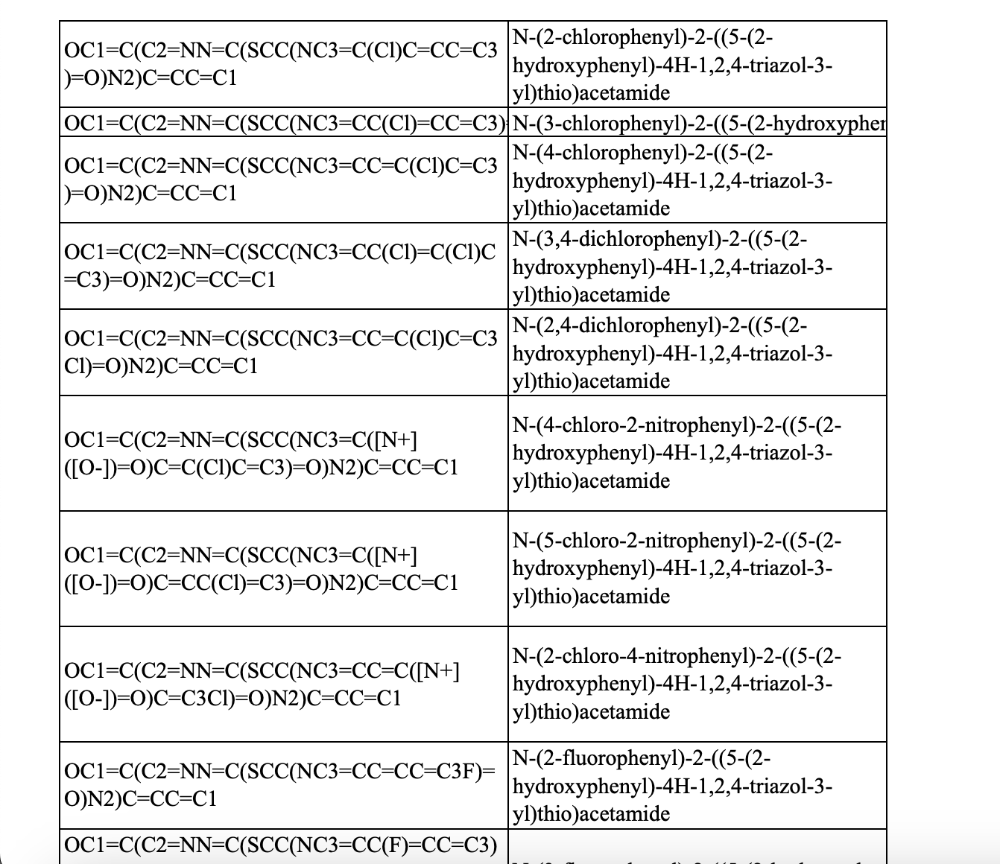 OC1=C(C2=NN=C(SCC(NC3=C(Cl)C=CC=C3
)=O)N2)C=CC=C1
N-(2-chlorophenyl)-2-((5-(2-
hydroxyphenyl)-4H-1,2,4-triazol-3-
yl)thio)acetamide
OC1=C(C2=NN=C(SCC(NC3=CC(Cl)=CC=C3)
N-(3-chlorophenyl)-2-((5-(2-hydroxyphen
OC1=C(C2=NN=C(SCC(NC3=CC=C(Cl)C=C3
)=O)N2)C=CC=C1
N-(4-chlorophenyl)-2-((5-(2-
hydroxyphenyl)-4H-1,2,4-triazol-3-
yl)thio)acetamide
OC1=C(C2=NN=C(SCC(NC3=CC(Cl)=C(Cl)C
=C3)=O)N2)C=CC=C1
N-(3,4-dichlorophenyl)-2-((5-(2-
hydroxyphenyl)-4H-1,2,4-triazol-3-
yl)thio)acetamide
OC1=C(C2=NN=C(SCC(NC3=CC=C(Cl)C=C3
Cl)=O)N2)C=CC=C1
N-(2,4-dichlorophenyl)-2-((5-(2-
hydroxyphenyl)-4H-1,2,4-triazol-3-
yl)thio)acetamide
OC1=C(C2=NN=C(SCC(NC3=C([N+]
([O-])=O)C=C(Cl)C=C3)=O)N2)C=CC=C1
N-(4-chloro-2-nitrophenyl)-2-((5-(2-
hydroxyphenyl)-4H-1,2,4-triazol-3-
yl)thio)acetamide
OC1=C(C2=NN=C(SCC(NC3=C([N+]
([O-])=O)C=CC(Cl)=C3)=O)N2)C=CC=C1
N-(5-chloro-2-nitrophenyl)-2-((5-(2-
hydroxyphenyl)-4H-1,2,4-triazol-3-
yl)thio)acetamide
OC1=C(C2=NN=C(SCC(NC3=CC=C([N+]
([O-])=O)C=C3Cl)=O)N2)C=CC=C1
N-(2-chloro-4-nitrophenyl)-2-((5-(2-
hydroxyphenyl)-4H-1,2,4-triazol-3-
yl)thio)acetamide
OC1=C(C2=NN=C(SCC(NC3=CC=CC=C3F)=
O)N2)C=CC=C1
N-(2-fluorophenyl)-2-((5-(2-
hydroxyphenyl)-4H-1,2,4-triazol-3-
yl)thio)acetamide
OC1=C(C2=NN=C(SCC(NC3=CC(F)=CC=C3)